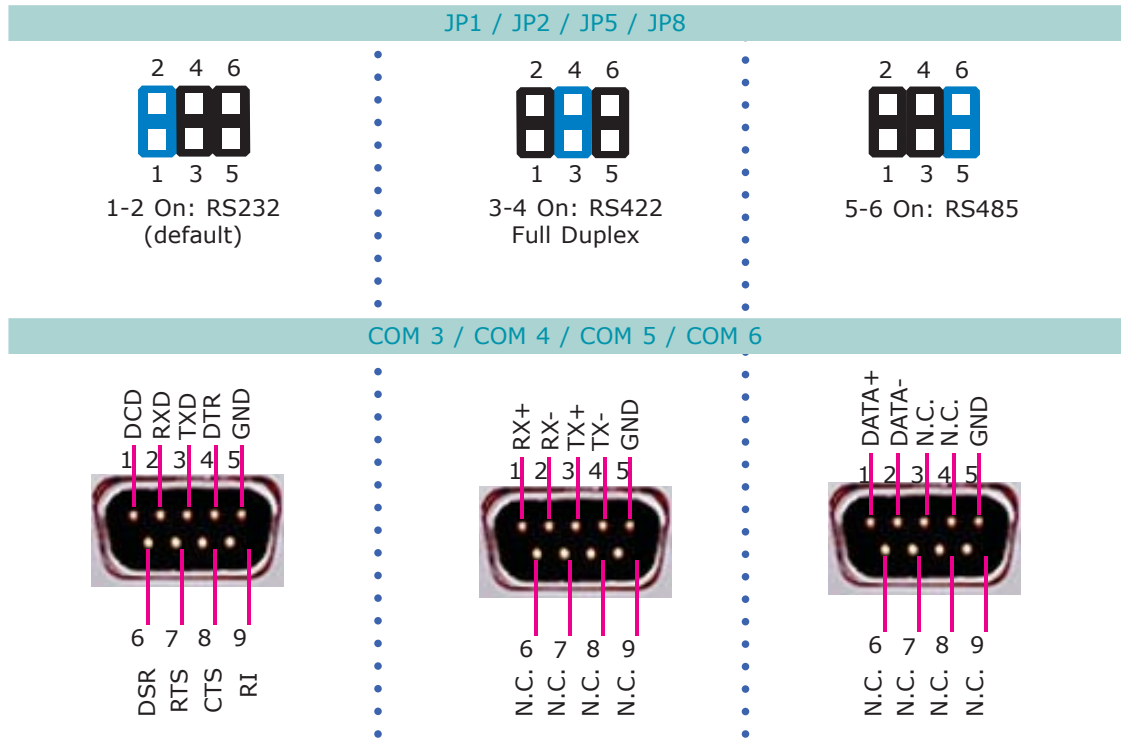 JP1 / JP2 / JP5 / JP8
2 4 6
1 3 5
1-2 On: RS232
(default)
2 4 6
1 3 5
3-4 On: RS422
Full Duplex
2 4 6
1 3 5
5-6 On: RS485
COM 3 / COM 4 / COM 5 / COM 6
DCD RXD TXD DTR GND
1 2 3 4 5
6 7 8 9
DSR RTS CTS RI
RX+ RX- TX+ TX- GND
1 2 3 4 5
6 7 8 9
N.C. N.C. N.C. N.C.
DATA+ DATA- N.C. N.C. GND
1 2 3 4 5
6 7 8 9
N.C. N.C. N.C. N.C.